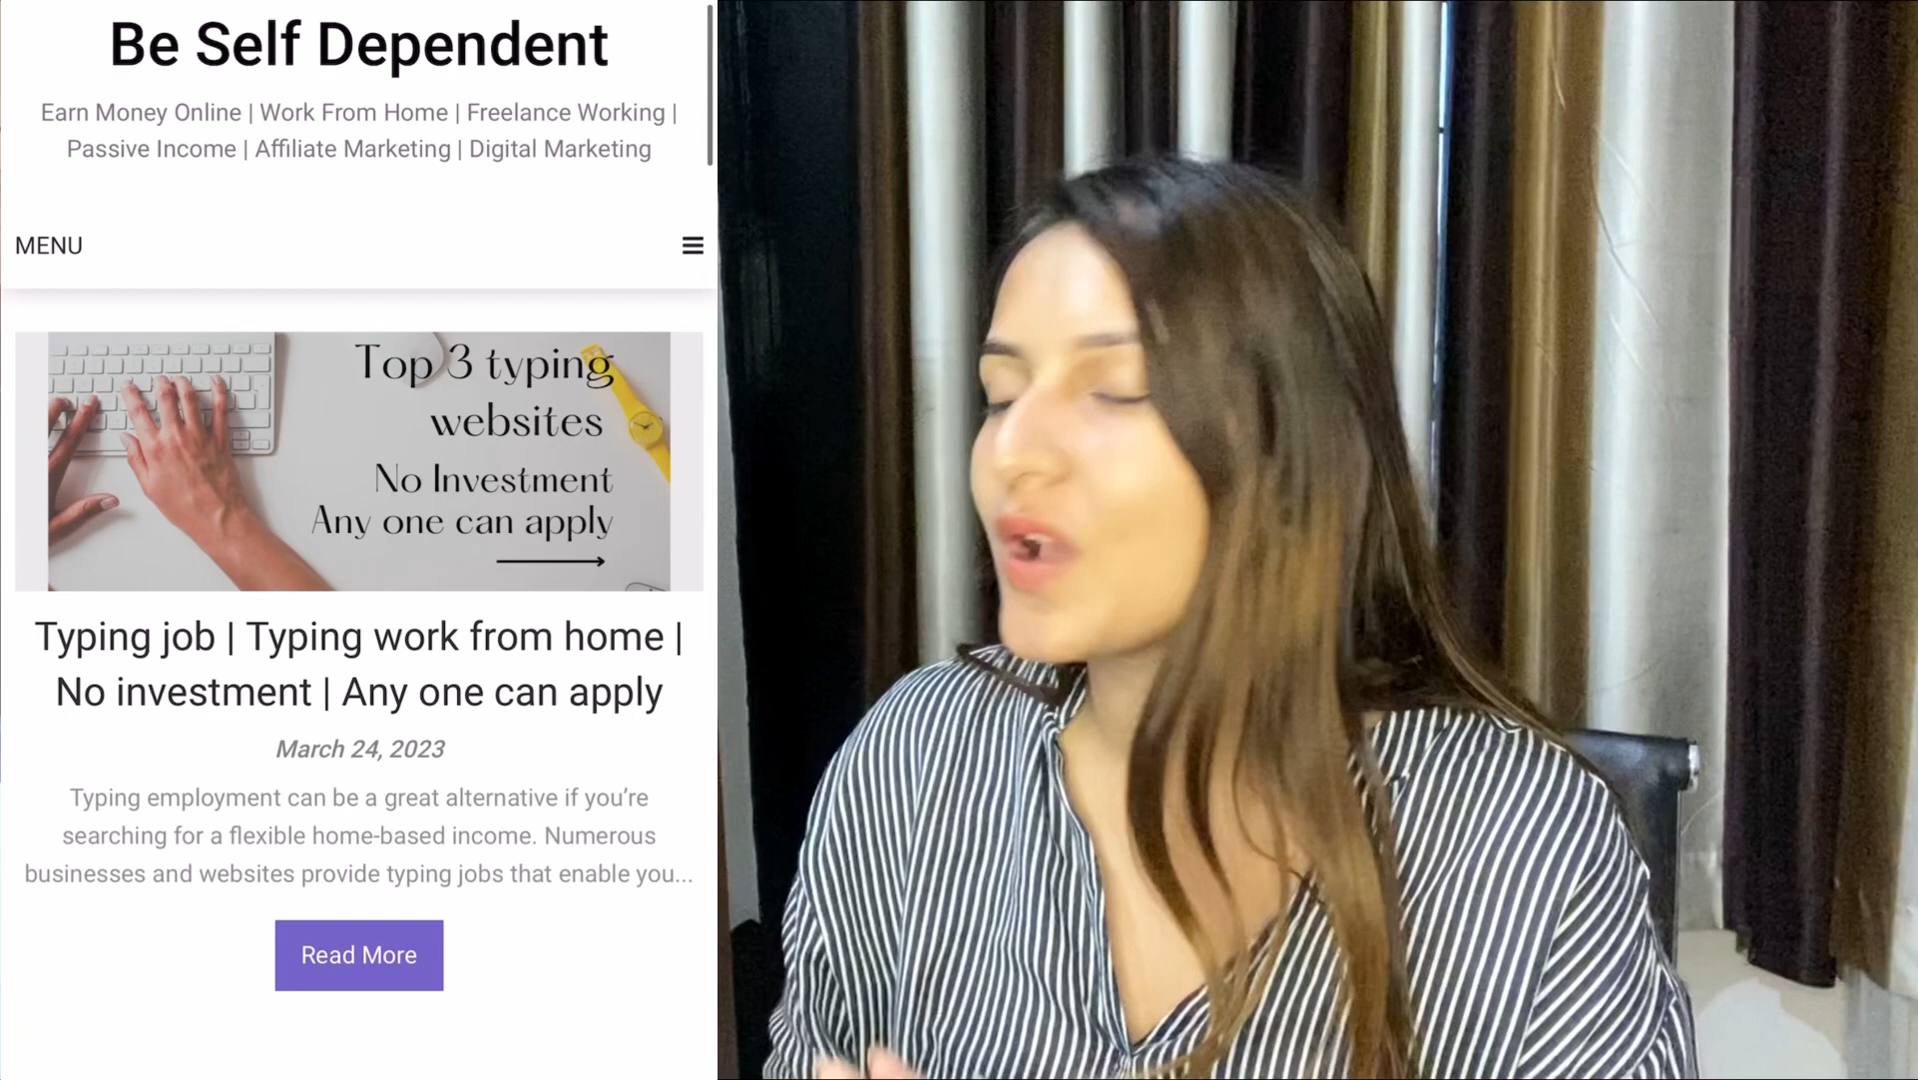 Be Self Dependent
Earn Money Online | Work From Home | Freelance Working |
Passive Income | Affiliate Marketing | Digital Marketing
MENU
Top 3 typing
websites
No Investment
Any one can apply
Typing job | Typing work from home |
No investment | Any one can apply
March 24, 2023
Typing employment can be a great alternative if you’re
searching for a flexible home-based income. Numerous
businesses and websites provide typing jobs that enable you...
Read More